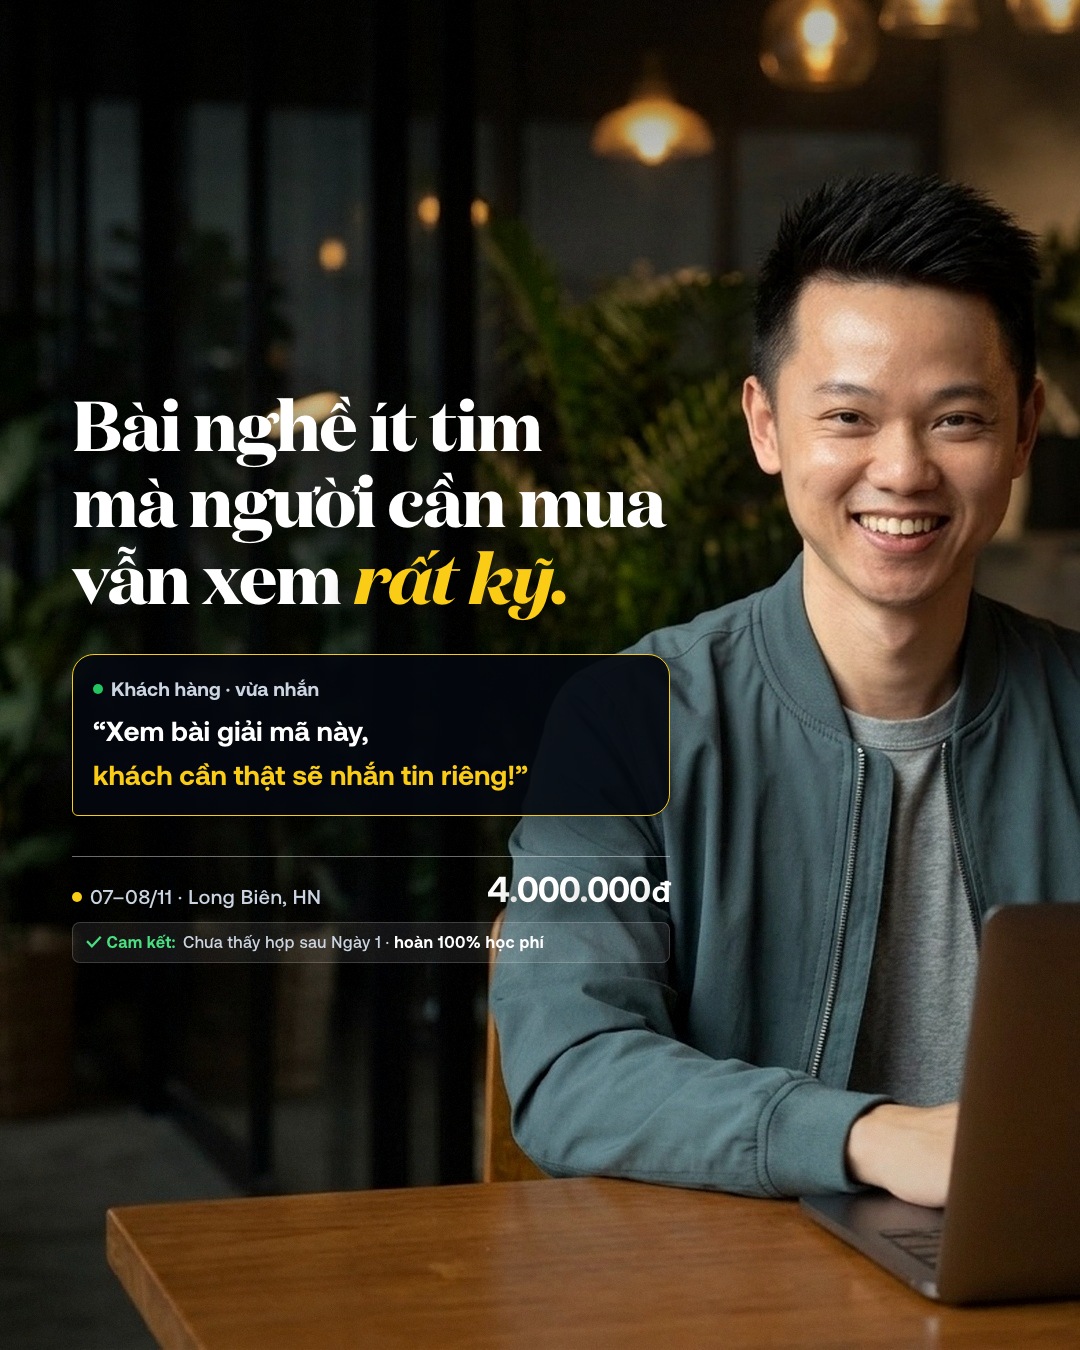 Bài nghề ít tim
mà người cần mua
vẫn xem rất kỹ.
Khách hàng · vừa nhắn
“Xem bài giải mã này,
khách cần thật sẽ nhắn tin riêng!”
07–08/11 · Long Biên, HN
4.000.000đ
Cam kết: Chưa thấy hợp sau Ngày 1 · hoàn 100% học phí